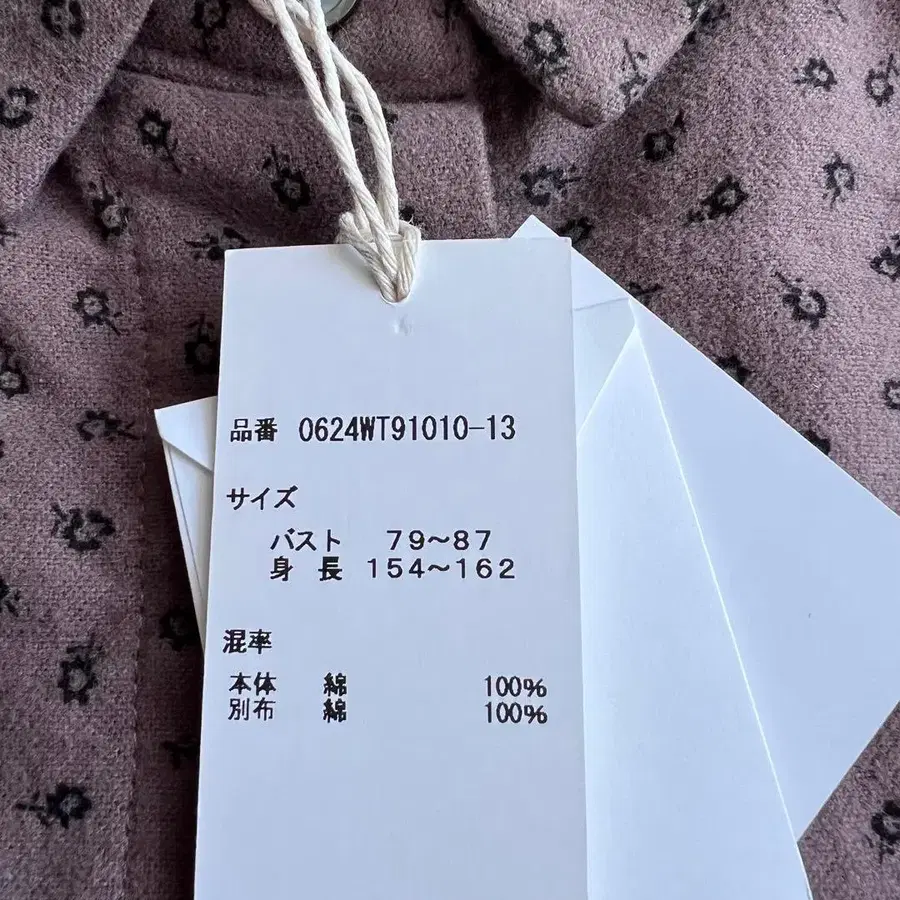 品番 0624WT91010-13
サイズ
バスト 79～87
身 長 154～162
混率
本体 綿 100%
別布 綿 100%